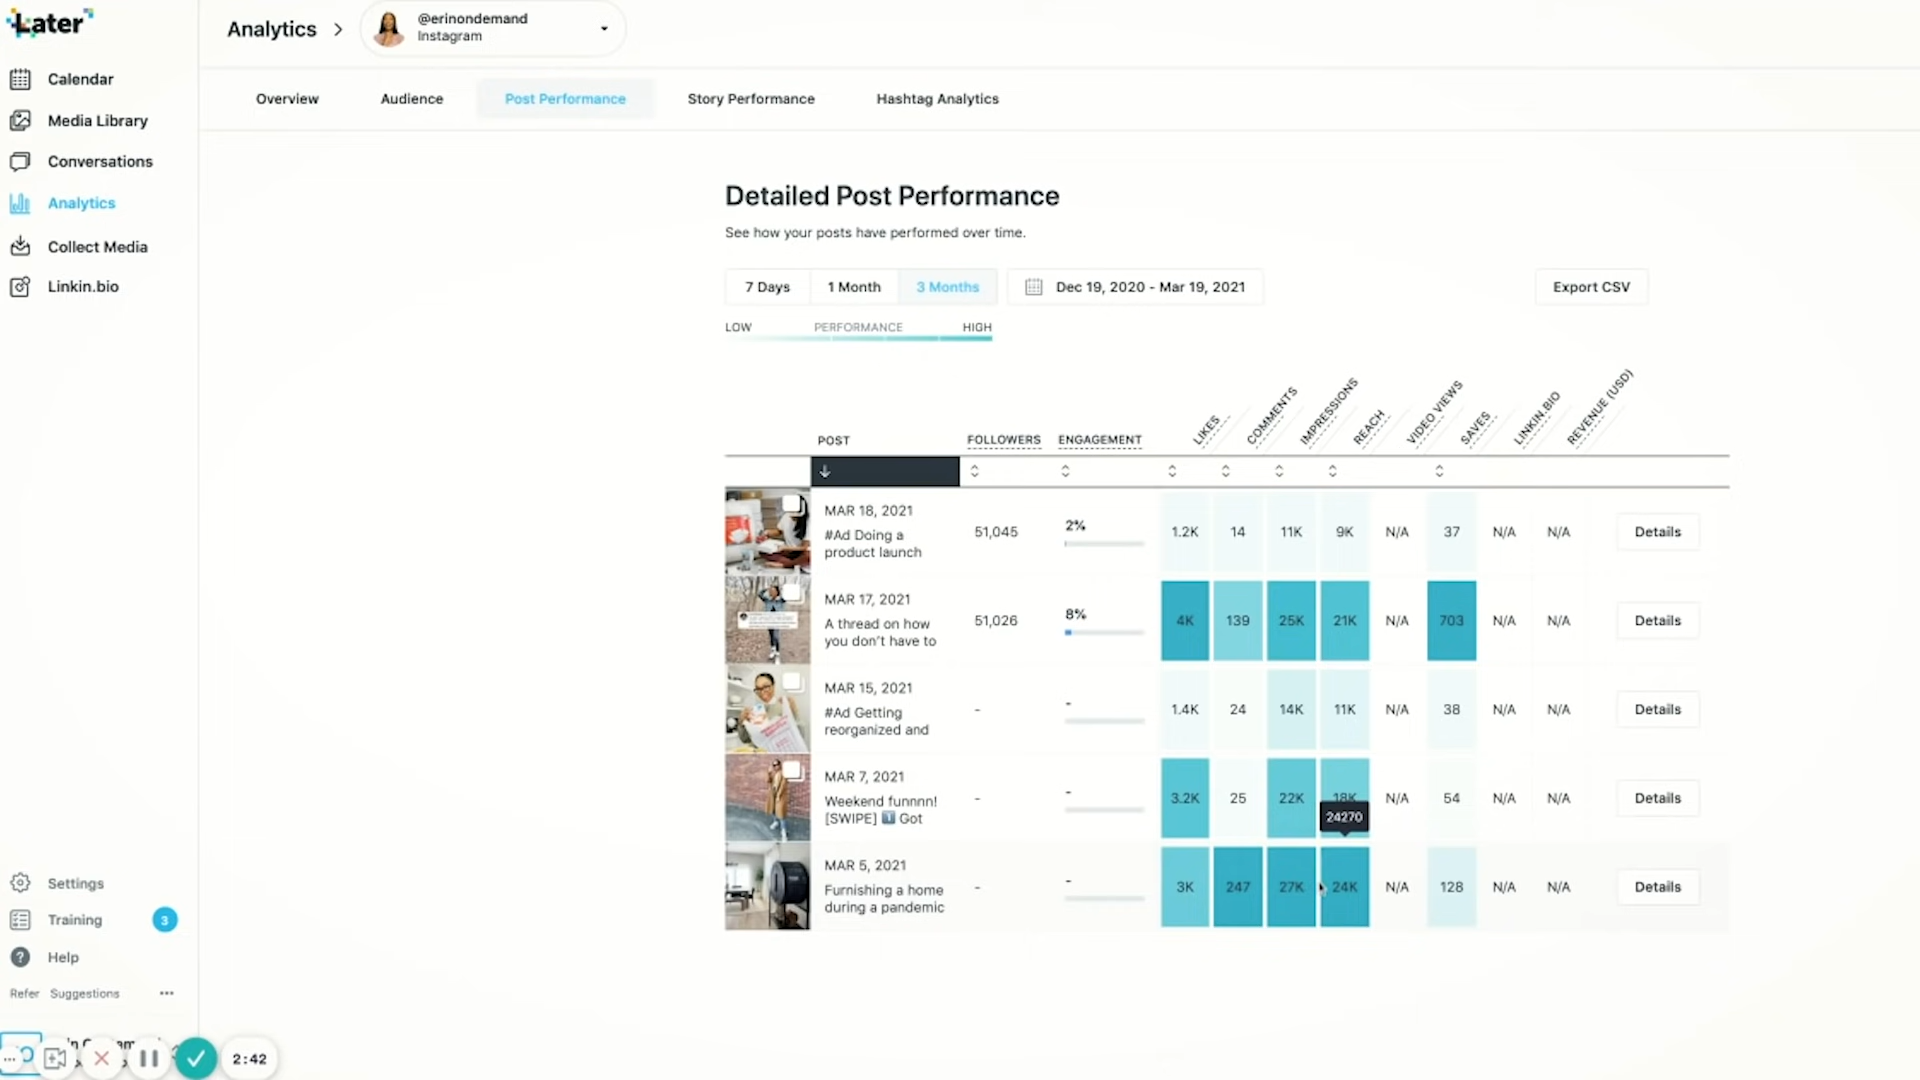 Later
Analytics
@erinondemand
Instagram
Calendar
Media Library
Conversations
Analytics
Collect Media
Linkin.bio
Overview
Audience
Post Performance
Story Performance
Hashtag Analytics
Detailed Post Performance
See how your posts have performed over time.
7 Days
1 Month
3 Months
Dec 19, 2020 - Mar 19, 2021
Export CSV
LOW
PERFORMANCE
HIGH
POST
FOLLOWERS
ENGAGEMENT
LIKES
COMMENTS
IMPRESSIONS
REACH
VIDEO VIEWS
SAVES
LINKIN.BIO
REVENUE (USD)
MAR 18, 2021
#Ad Doing a
product launch
51,045
2%
1.2K
14
11K
9K
N/A
37
N/A
N/A
Details
MAR 17, 2021
A thread on how
you don't have to
51,026
8%
4K
139
25K
21K
N/A
703
N/A
N/A
Details
MAR 15, 2021
#Ad Getting
reorganized and
-
-
1.4K
24
14K
11K
N/A
38
N/A
N/A
Details
MAR 7, 2021
Weekend funnnn!
[SWIPE] ⬇️ Got
-
-
3.2K
25
22K
18K
N/A
54
N/A
N/A
Details
24270
MAR 5, 2021
Furnishing a home
during a pandemic
-
-
3K
247
27K
24K
N/A
128
N/A
N/A
Details
Settings
Training
3
Help
Refer
Suggestions
2:42